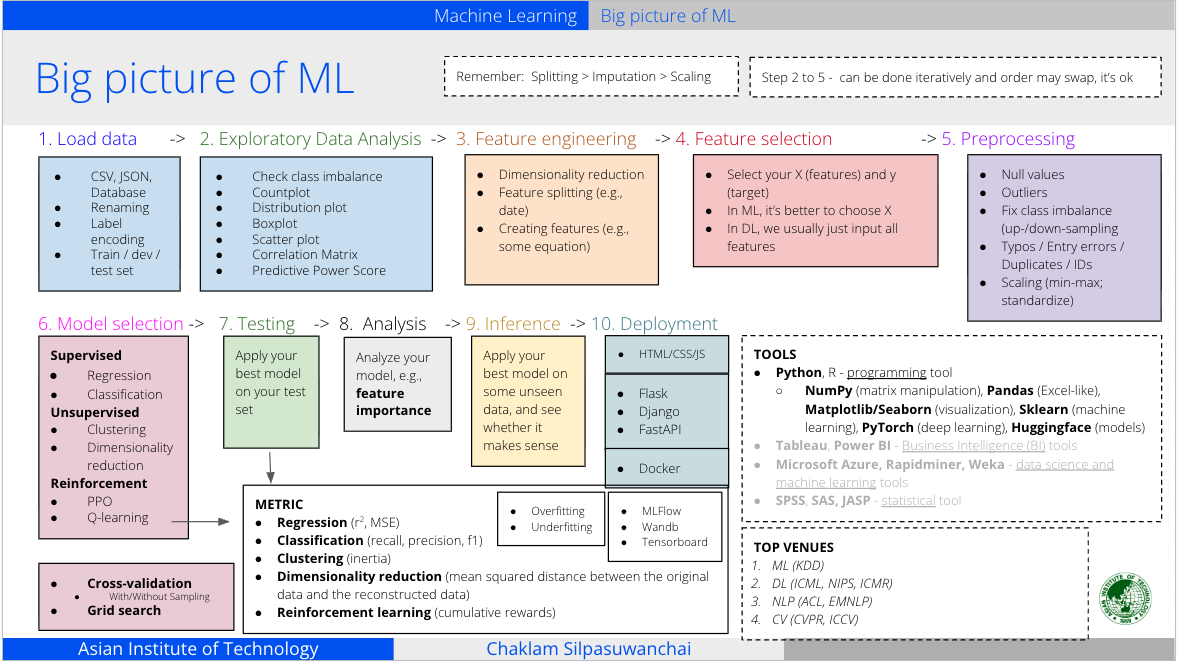 Machine Learning
Big picture of ML
Big picture of ML
Remember: Splitting > Imputation > Scaling
Step 2 to 5 - can be done iteratively and order may swap, it's ok
1. Load data -> 2. Exploratory Data Analysis -> 3. Feature engineering -> 4. Feature selection -> 5. Preprocessing
● CSV, JSON,
Database
● Renaming
● Label
encoding
● Train / dev /
test set
● Check class imbalance
● Countplot
● Distribution plot
● Boxplot
● Scatter plot
● Correlation Matrix
● Predictive Power Score
● Dimensionality reduction
● Feature splitting (e.g.,
date)
● Creating features (e.g.,
some equation)
● Select your X (features) and y
(target)
● In ML, it's better to choose X
● In DL, we usually just input all
features
● Null values
● Outliers
● Fix class imbalance
(up-/down-sampling
● Typos / Entry errors /
Duplicates / IDs
● Scaling (min-max;
standardize)
6. Model selection -> 7. Testing -> 8. Analysis -> 9. Inference -> 10. Deployment
Supervised
● Regression
● Classification
Unsupervised
● Clustering
● Dimensionality
reduction
Reinforcement
● PPO
● Q-learning
● Cross-validation
● With/Without Sampling
● Grid search
Apply your
best model
on your test
set
Analyze your
model, e.g.,
feature
importance
Apply your
best model on
some unseen
data, and see
whether it
makes sense
● HTML/CSS/JS
● Flask
● Django
● FastAPI
● Docker
METRIC
● Regression (r², MSE)
● Classification (recall, precision, f1)
● Clustering (inertia)
● Dimensionality reduction (mean squared distance between the original
data and the reconstructed data)
● Reinforcement learning (cumulative rewards)
● Overfitting
● Underfitting
● MLFlow
● Wandb
● Tensorboard
TOOLS
● Python, R - programming tool
○ NumPy (matrix manipulation), Pandas (Excel-like),
Matplotlib/Seaborn (visualization), Sklearn (machine
learning), PyTorch (deep learning), Huggingface (models)
● Tableau, Power BI - Business Intelligence (BI) tools
● Microsoft Azure, Rapidminer, Weka - data science and
machine learning tools
● SPSS, SAS, JASP - statistical tool
TOP VENUES
1. ML (KDD)
2. DL (ICML, NIPS, ICMR)
3. NLP (ACL, EMNLP)
4. CV (CVPR, ICCV)
ASIAN INSTITUTE OF TECHNOLOGY
1959
Asian Institute of Technology
Chaklam Silpasuwanchai